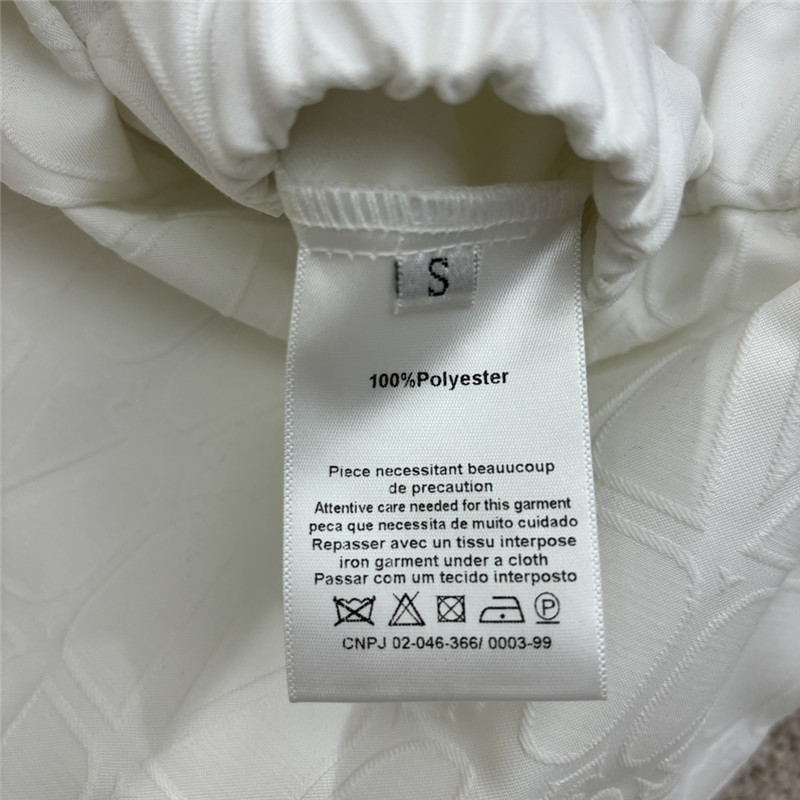 S
100%Polyester
Piece necessitant beauucoup
de precaution
Attentive care needed for this garment
peca que necessita de muito cuidado
Repasser avec un tissu interpose
iron garment under a cloth
Passar com um tecido interposto
P
CNPJ 02-046-366/ 0003-99